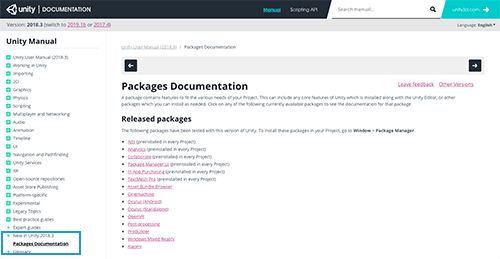 unity | DOCUMENTATION
Manual
Scripting API
Search manual...
unity3d.com
Version: 2018.3 (switch to 2019.1b or 2017.4)
Language: English
Unity Manual
Unity User Manual (2018.3)
Working in Unity
Importing
2D
Graphics
Physics
Scripting
Multiplayer and Networking
Audio
Animation
Timeline
UI
Navigation and Pathfinding
Unity Services
XR
Open-source repositories
Asset Store Publishing
Platform-specific
Experimental
Legacy Topics
Best practice guides
Expert guides
New in Unity 2018.3
Packages Documentation
Glossary
Unity User Manual (2018.3) / Packages Documentation
Packages Documentation
Leave feedback
Other Versions
A package contains features to fit the various needs of your Project. This can include any core features of Unity which is installed along with the Unity Editor, or other
packages which you can install as needed. Click on any of the following currently available packages to see the documentation for that package
Released packages
The following packages have been tested with this version of Unity. To install these packages in your Project, go to Window > Package Manager.
Ads (preinstalled in every Project)
Analytics (preinstalled in every Project)
Collaborate (preinstalled in every Project)
Package Manager UI (preinstalled in every Project)
In App Purchasing (preinstalled in every Project)
TextMesh Pro (preinstalled in every Project)
Asset Bundle Browser
Cinemachine
Oculus (Android)
Oculus (Standalone)
OpenVR
Post-processing
ProBuilder
Windows Mixed Reality
Xiaomi